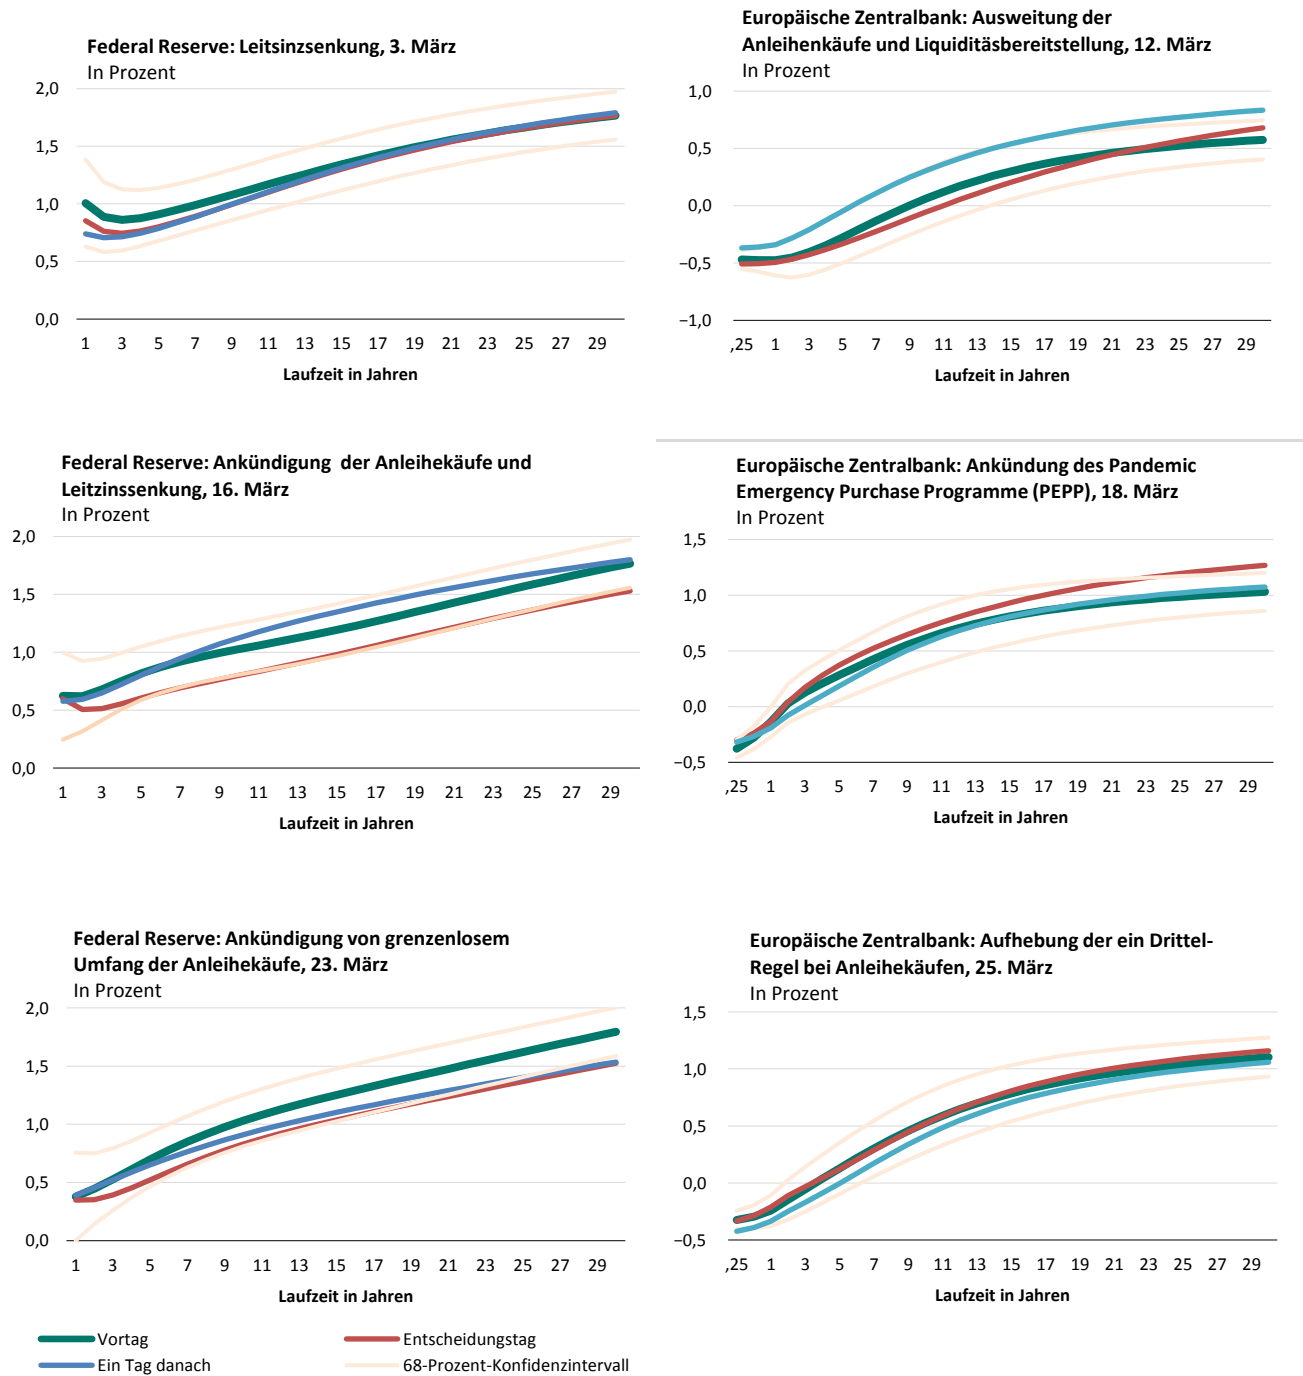 Federal Reserve: Leitsinzsenkung, 3. März
In Prozent
2,0
1,5
1,0
0,5
0,0
1 3 5 7 9 11 13 15 17 19 21 23 25 27 29
Laufzeit in Jahren
Europäische Zentralbank: Ausweitung der
Anleihenkäufe und Liquiditäsbereitstellung, 12. März
In Prozent
1,0
0,5
0,0
−0,5
−1,0
,25 1 3 5 7 9 11 13 15 17 19 21 23 25 27 29
Laufzeit in Jahren
Federal Reserve: Ankündigung der Anleihekäufe und
Leitzinssenkung, 16. März
In Prozent
2,0
1,5
1,0
0,5
0,0
1 3 5 7 9 11 13 15 17 19 21 23 25 27 29
Laufzeit in Jahren
Europäische Zentralbank: Ankündung des Pandemic
Emergency Purchase Programme (PEPP), 18. März
In Prozent
1,5
1,0
0,5
0,0
−0,5
,25 1 3 5 7 9 11 13 15 17 19 21 23 25 27 29
Laufzeit in Jahren
Federal Reserve: Ankündigung von grenzenlosem
Umfang der Anleihekäufe, 23. März
In Prozent
2,0
1,5
1,0
0,5
0,0
1 3 5 7 9 11 13 15 17 19 21 23 25 27 29
Laufzeit in Jahren
Europäische Zentralbank: Aufhebung der ein Drittel-
Regel bei Anleihekäufen, 25. März
In Prozent
1,5
1,0
0,5
0,0
−0,5
,25 1 3 5 7 9 11 13 15 17 19 21 23 25 27 29
Laufzeit in Jahren
Vortag
Entscheidungstag
Ein Tag danach
68-Prozent-Konfidenzintervall